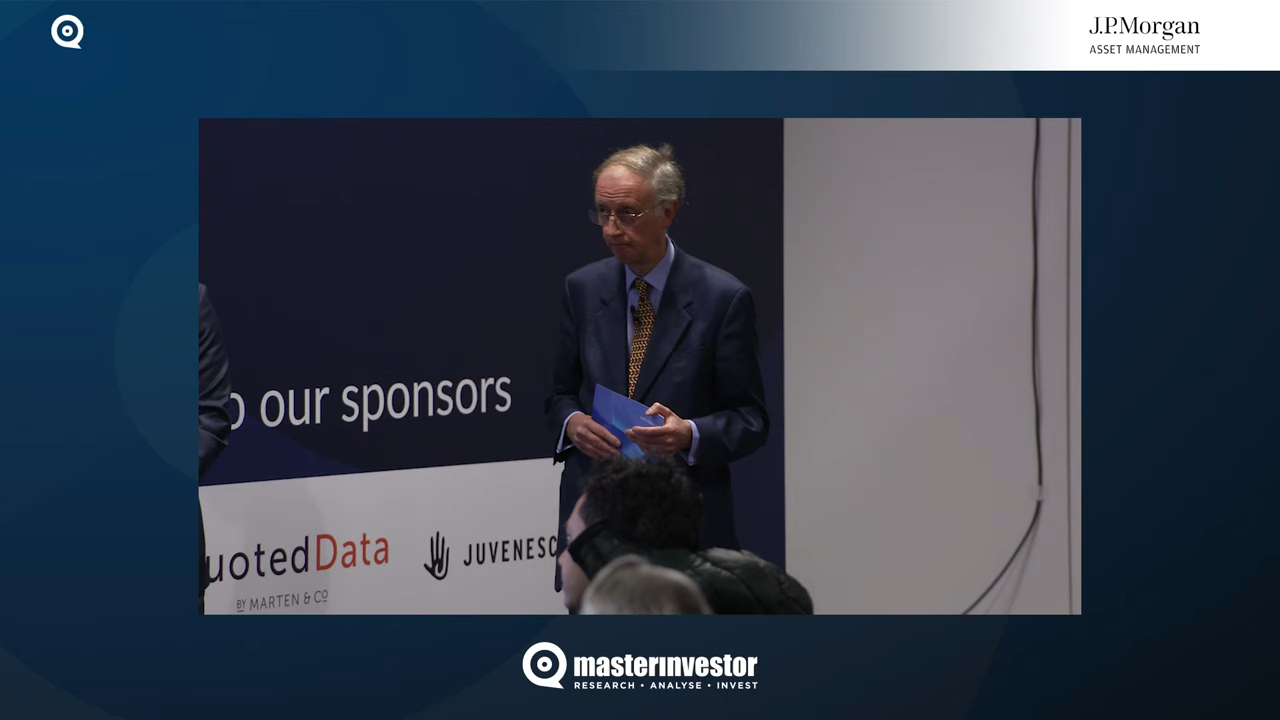 J.P.Morgan
ASSET MANAGEMENT
o our sponsors
uotedData
BY MARTEN & CO
JUVENESC
masterinvestor
RESEARCH • ANALYSE • INVEST